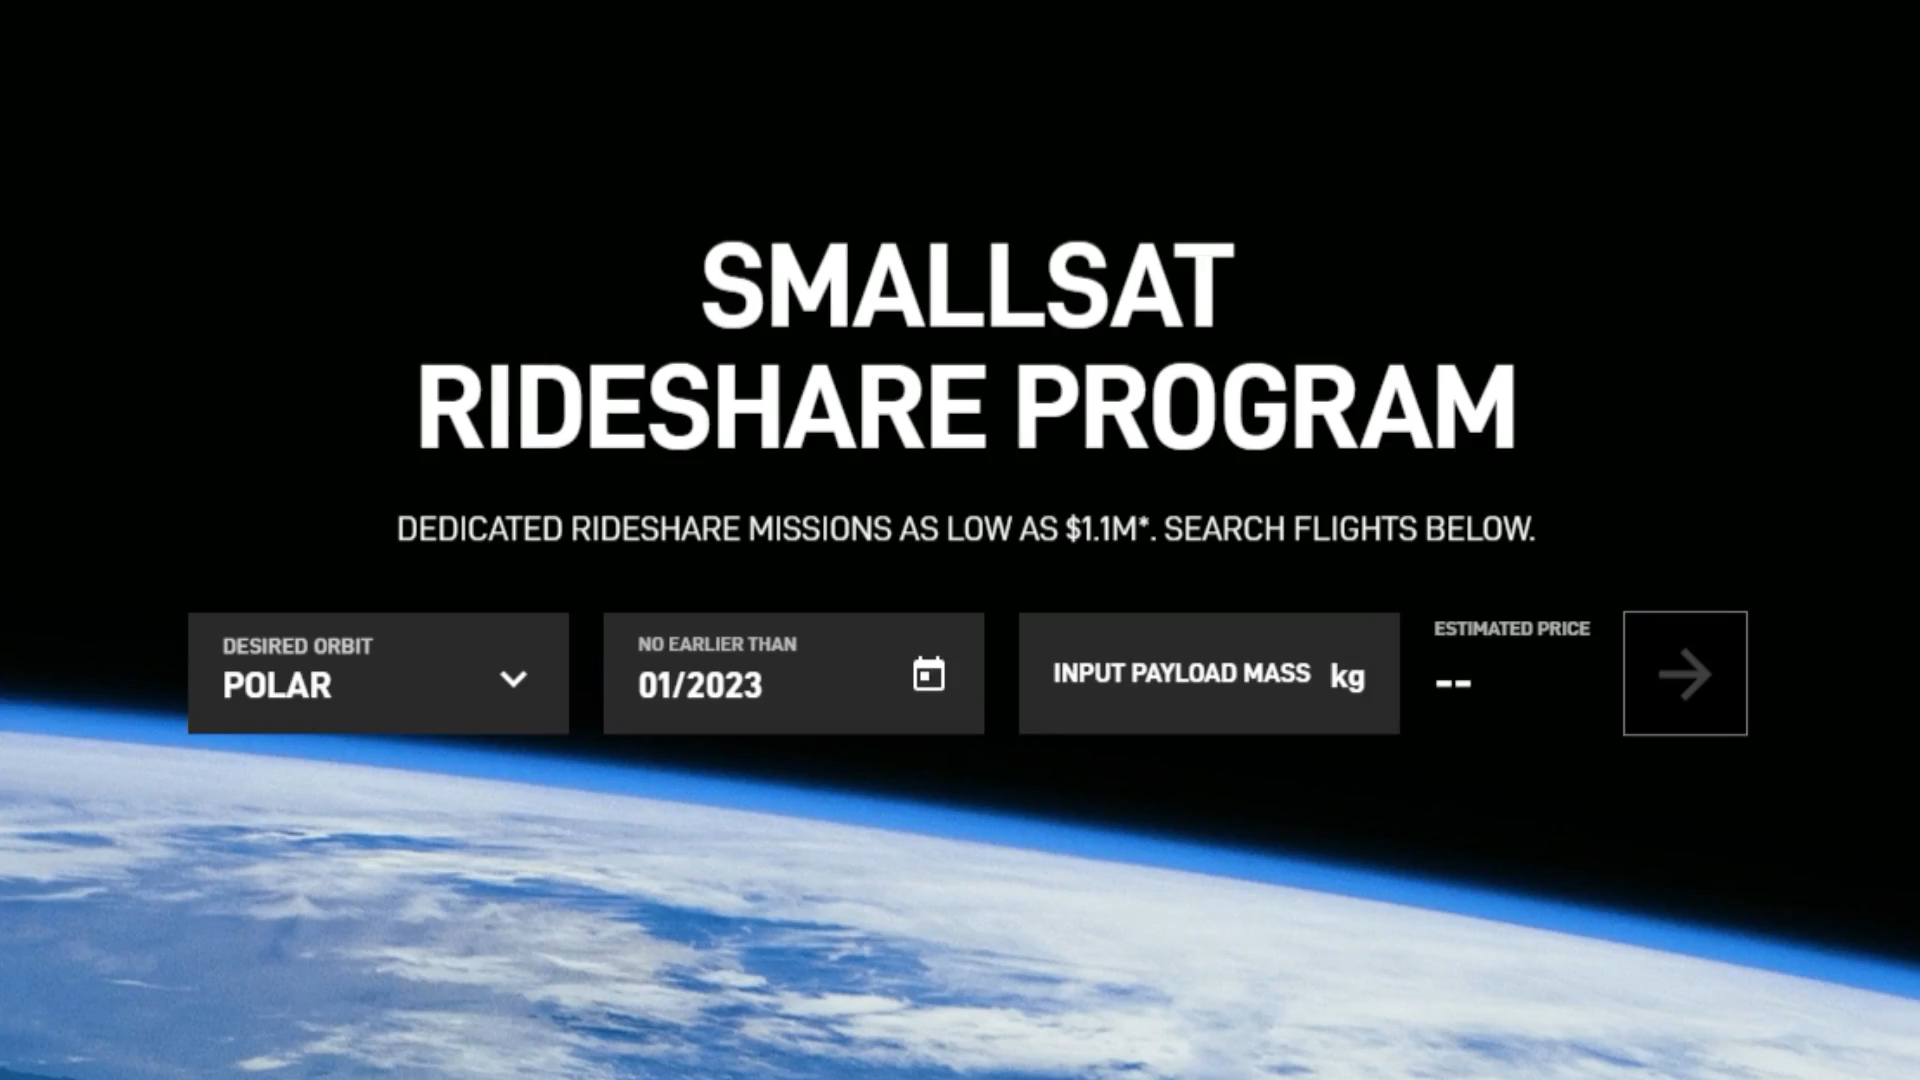 SMALLSAT
RIDESHARE PROGRAM
DEDICATED RIDESHARE MISSIONS AS LOW AS $1.1M*. SEARCH FLIGHTS BELOW.
DESIRED ORBIT
POLAR
NO EARLIER THAN
01/2023
INPUT PAYLOAD MASS kg
ESTIMATED PRICE
--